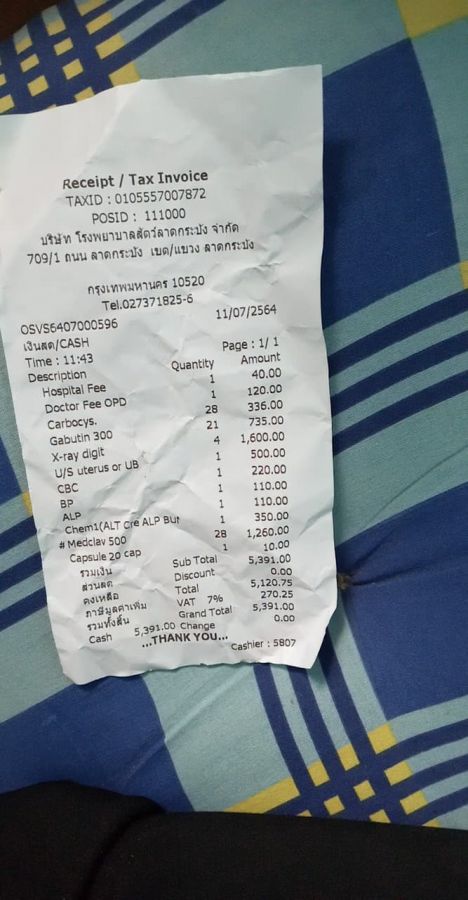 Receipt / Tax Invoice
TAXID : 0105557007872
POSID : 111000
บริษัท โรงพยาบาลสัตว์ลาดกระบัง จำกัด
709/1 ถนน ลาดกระบัง เขต/แขวง ลาดกระบัง
กรุงเทพมหานคร 10520
Tel.027371825-6
OSVS6407000596 11/07/2564
เงินสด/CASH
Time : 11:43 Page : 1/ 1
Description Quantity Amount
Hospital Fee 1 40.00
Doctor Fee OPD 1 120.00
Carbocys. 28 336.00
Gabutin 300 21 735.00
X-ray digit 4 1,600.00
U/S uterus or UB 1 500.00
CBC 1 220.00
BP 1 110.00
ALP 1 110.00
Chem1(ALT Cre ALP BUN 1 350.00
# Medclav 500 28 1,260.00
Capsule 20 cap 1 10.00
รวมเงิน Sub Total 5,391.00
ส่วนลด Discount 0.00
คงเหลือ Total 5,120.75
ภาษีมูลค่าเพิ่ม VAT 7% 270.25
รวมทั้งสิ้น Grand Total 5,391.00
Cash 5,391.00 Change 0.00
...THANK YOU...
Cashier : 5807